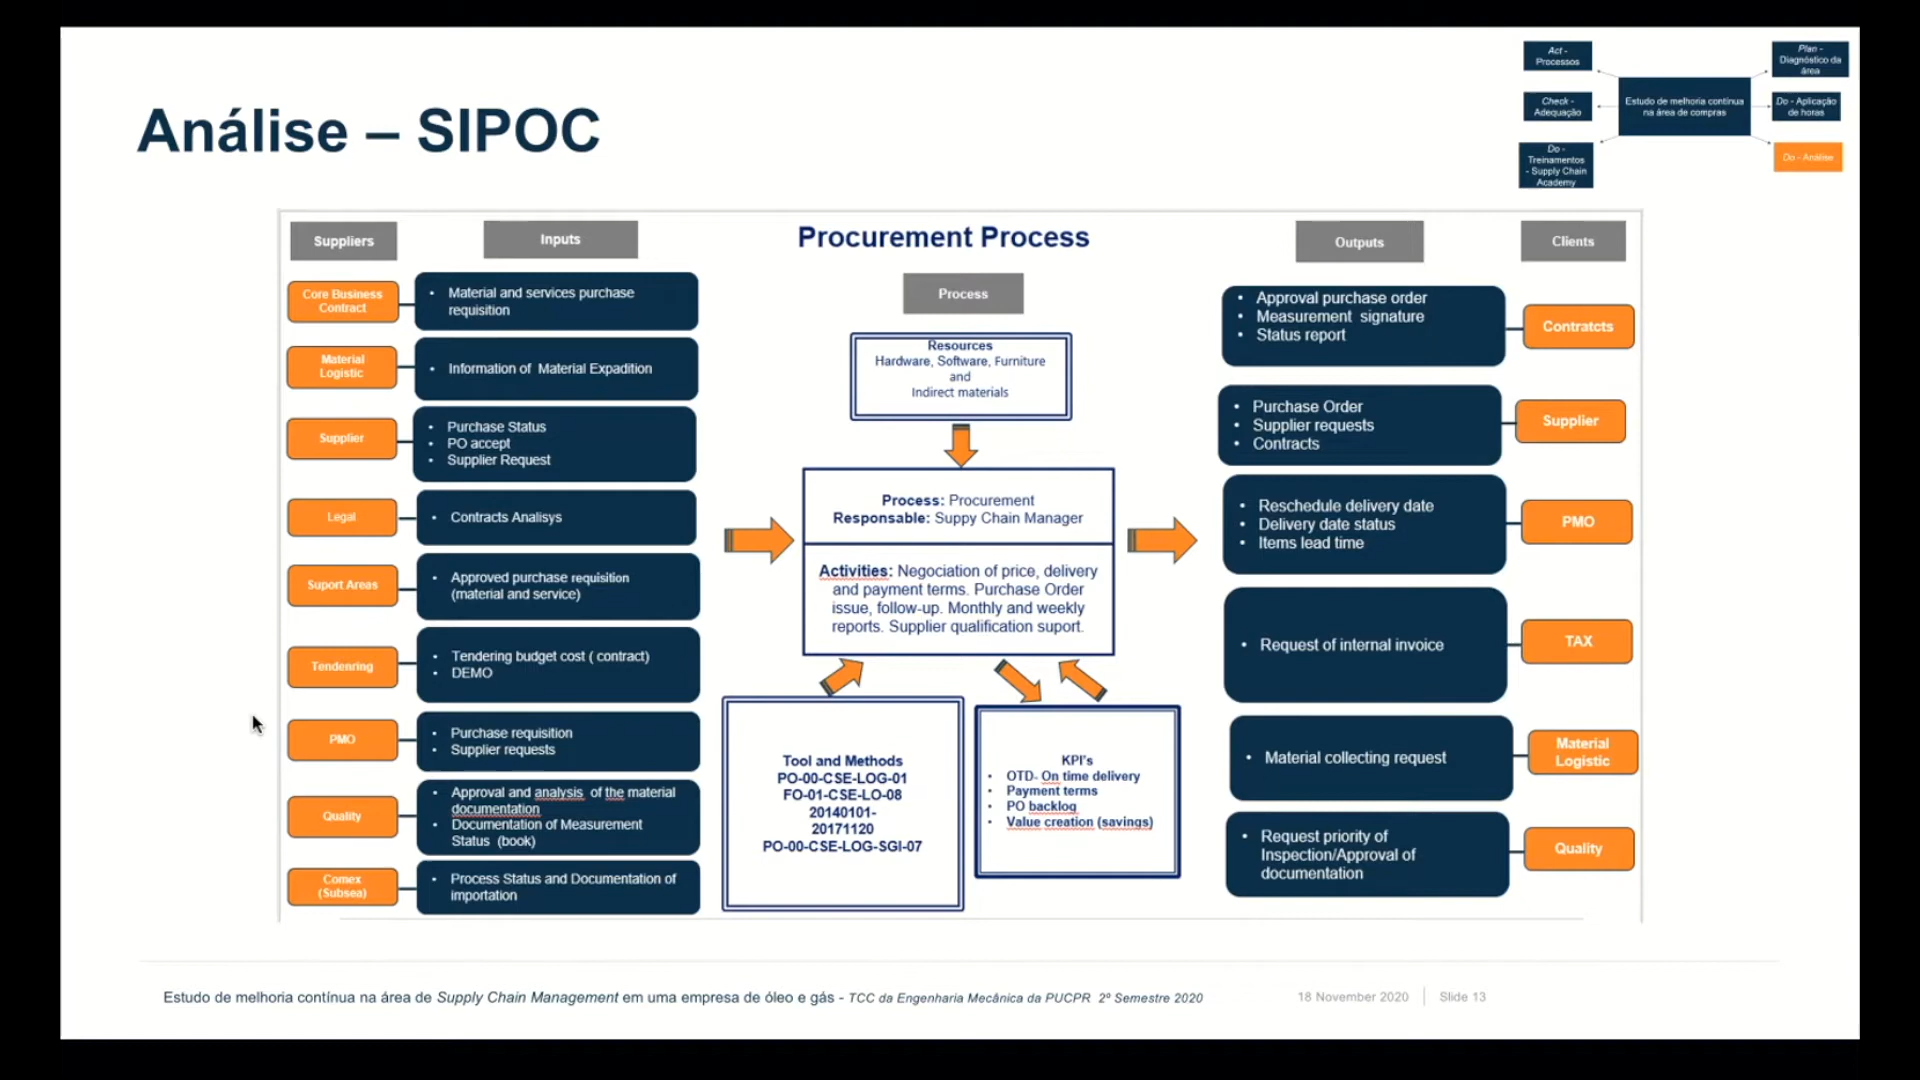 Análise – SIPOC
Act -
Processos
Check -
Adequação
Do -
Treinamentos
- Supply Chain
Academy
Estudo de melhoria contínua
na área de compras
Plan -
Diagnóstico da
área
Do - Aplicação
de horas
Do - Análise
Suppliers
Inputs
Procurement Process
Process
Outputs
Clients
Core Business
Contract
• Material and services purchase
requisition
Material
Logistic
• Information of Material Expadition
Supplier
• Purchase Status
• PO accept
• Supplier Request
Legal
• Contracts Analisys
Suport Areas
• Approved purchase requisition
(material and service)
Tendenring
• Tendering budget cost ( contract)
• DEMO
PMO
• Purchase requisition
• Supplier requests
Quality
• Approval and analysis of the material
documentation
• Documentation of Measurement
Status (book)
Comex
(Subsea)
• Process Status and Documentation of
importation
Resources
Hardware, Software, Furniture
and
Indirect materials
Process: Procurement
Responsable: Suppy Chain Manager
Activities: Negociation of price, delivery
and payment terms. Purchase Order
issue, follow-up. Monthly and weekly
reports. Supplier qualification suport.
Tool and Methods
PO-00-CSE-LOG-01
FO-01-CSE-LO-08
20140101-
20171120
PO-00-CSE-LOG-SGI-07
KPI's
• OTD- On time delivery
• Payment terms
• PO backlog
• Value creation (savings)
• Approval purchase order
• Measurement signature
• Status report
Contratcts
• Purchase Order
• Supplier requests
• Contracts
Supplier
• Reschedule delivery date
• Delivery date status
• Items lead time
PMO
• Request of internal invoice
TAX
• Material collecting request
Material
Logistic
• Request priority of
Inspection/Approval of
documentation
Quality
Estudo de melhoria contínua na área de Supply Chain Management em uma empresa de óleo e gás - TCC da Engenharia Mecânica da PUCPR 2º Semestre 2020
18 November 2020
Slide 13